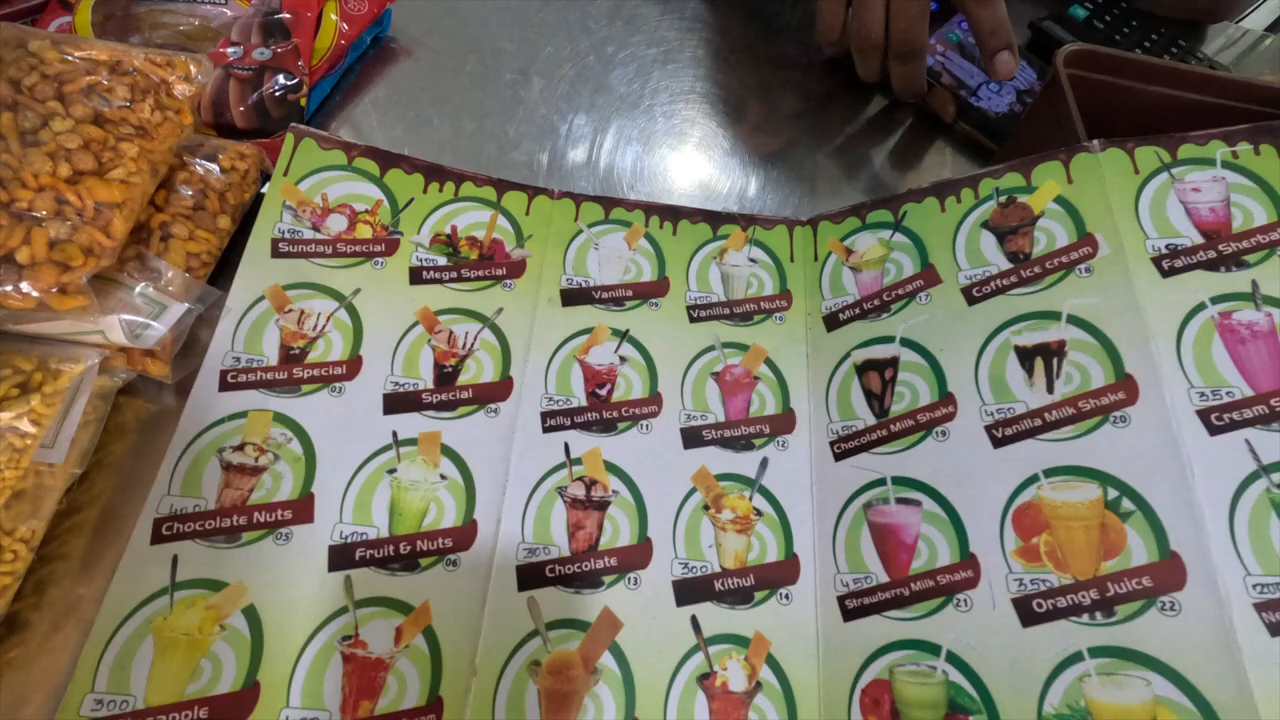 480
Sunday Special
01
400
Mega Special
02
240
Vanilla
09
400
Vanilla with Nuts
10
400
Mix Ice Cream
17
400
Coffee Ice cream
18
Faluda Sherba
350
Cashew Special
03
300
Special
04
300
Jelly with Ice Cream
11
300
Strawbery
12
450
Chocolate Milk Shake
19
450
Vanilla Milk Shake
20
350
Cream S
400
Chocolate Nuts
05
400
Fruit & Nuts
06
300
Chocolate
13
300
Kithul
14
450
Strawberry Milk Shake
21
350
Orange Juice
22
300